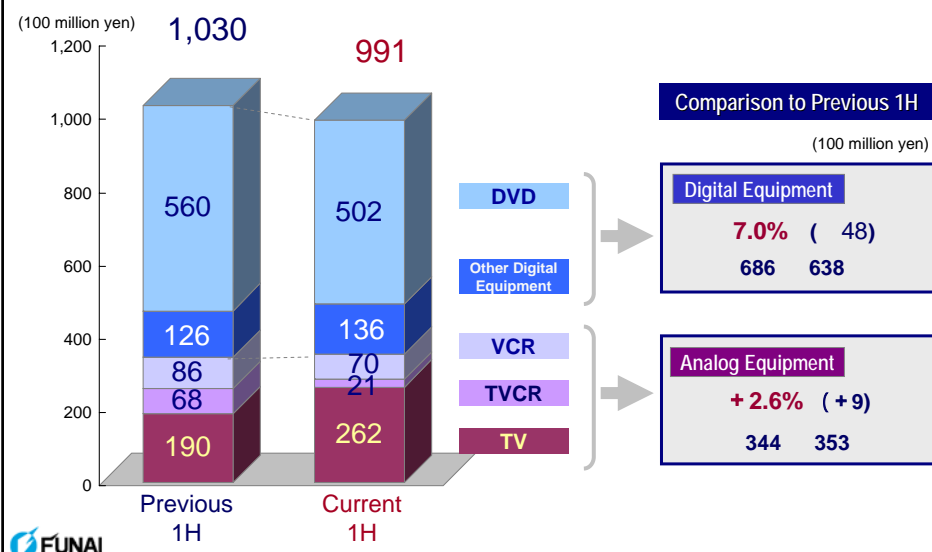 (100 million yen)
1,030
991
1,200
1,000
800
600
400
200
0
560
126
86
68
190
502
136
70
21
262
Previous
1H
Current
1H
DVD
Other Digital
Equipment
VCR
TVCR
TV
Comparison to Previous 1H
(100 million yen)
Digital Equipment
7.0% ( 48)
686 638
Analog Equipment
+ 2.6% ( + 9)
344 353
FUNAI